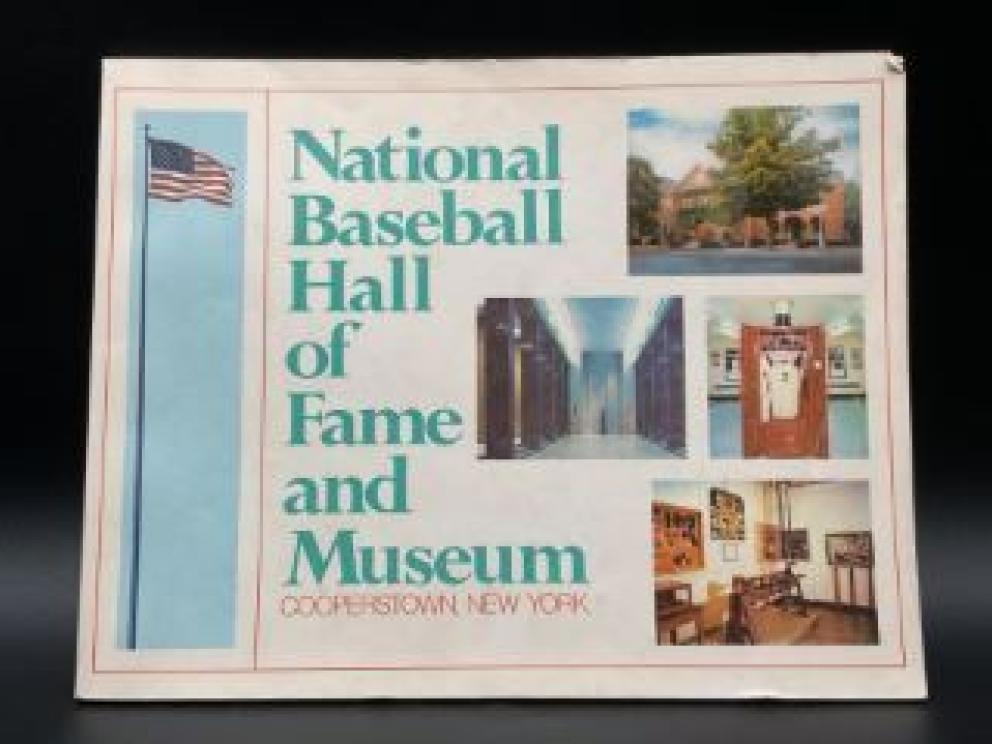 National
Baseball
Hall
of
Fame
and
Museum
COOPERSTOWN, NEW YORK